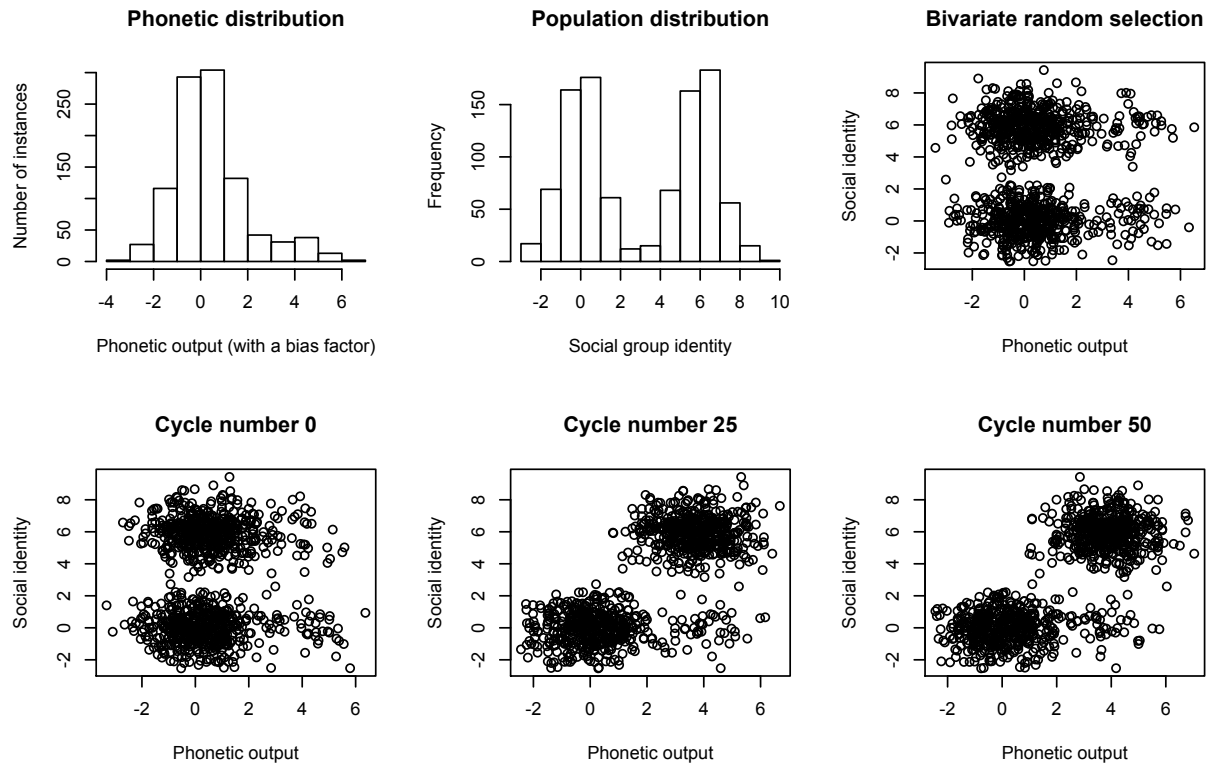 Phonetic distribution
Number of instances
0 50 150 250
-4 -2 0 2 4 6
Phonetic output (with a bias factor)
Population distribution
Frequency
0 50 100 150
-2 0 2 4 6 8 10
Social group identity
Bivariate random selection
Social identity
-2 0 2 4 6 8
-2 0 2 4 6
Phonetic output
Cycle number 0
Social identity
-2 0 2 4 6 8
-2 0 2 4 6
Phonetic output
Cycle number 25
Social identity
-2 0 2 4 6 8
-2 0 2 4 6
Phonetic output
Cycle number 50
Social identity
-2 0 2 4 6 8
-2 0 2 4 6
Phonetic output